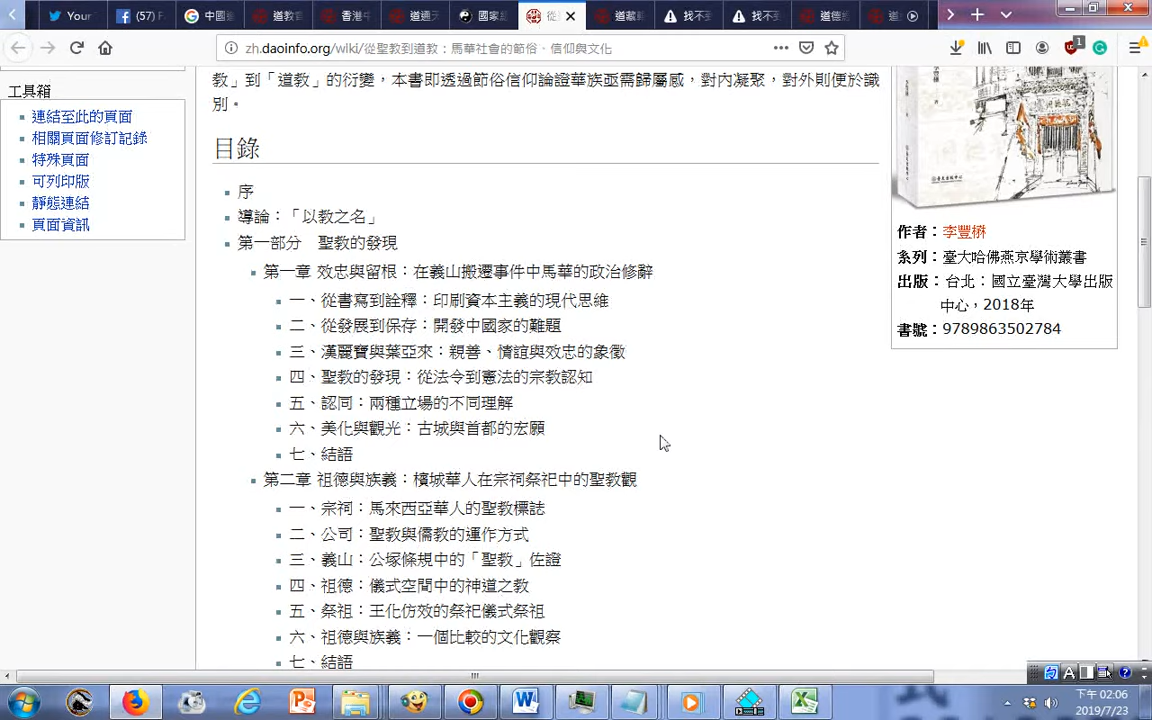 Your
(57) F
中國
道教
香港
道通
國家
從
道藏
找不
找不
道德
道
zh.daoinfo.org/wiki/從聖教到道教：馬華社會的節俗、信仰與文化
1
工具箱
連結至此的頁面
相關頁面修訂記錄
特殊頁面
可列印版
靜態連結
頁面資訊
教」到「道教」的衍變，本書即透過節俗信仰論證華族亟需歸屬感，對內凝聚，對外則便於識
別。
目錄
序
導論：「以教之名」
第一部分　聖教的發現
第一章 效忠與留根：在義山搬遷事件中馬華的政治修辭
一、從書寫到詮釋：印刷資本主義的現代思維
二、從發展到保存：開發中國家的難題
三、漢麗寶與葉亞來：親善、情誼與效忠的象徵
四、聖教的發現：從法令到憲法的宗教認知
五、認同：兩種立場的不同理解
六、美化與觀光：古城與首都的宏願
七、結語
第二章 祖德與族義：檳城華人在宗祠祭祀中的聖教觀
一、宗祠：馬來西亞華人的聖教標誌
二、公司：聖教與儒教的運作方式
三、義山：公塚條規中的「聖教」佐證
四、祖德：儀式空間中的神道之教
五、祭祖：王化仿效的祭祀儀式祭祖
六、祖德與族義：一個比較的文化觀察
七、結語
作者：李豐楙
系列：臺大哈佛燕京學術叢書
出版：台北：國立臺灣大學出版
中心，2018年
書號：9789863502784
下午 02:06
2019/7/23